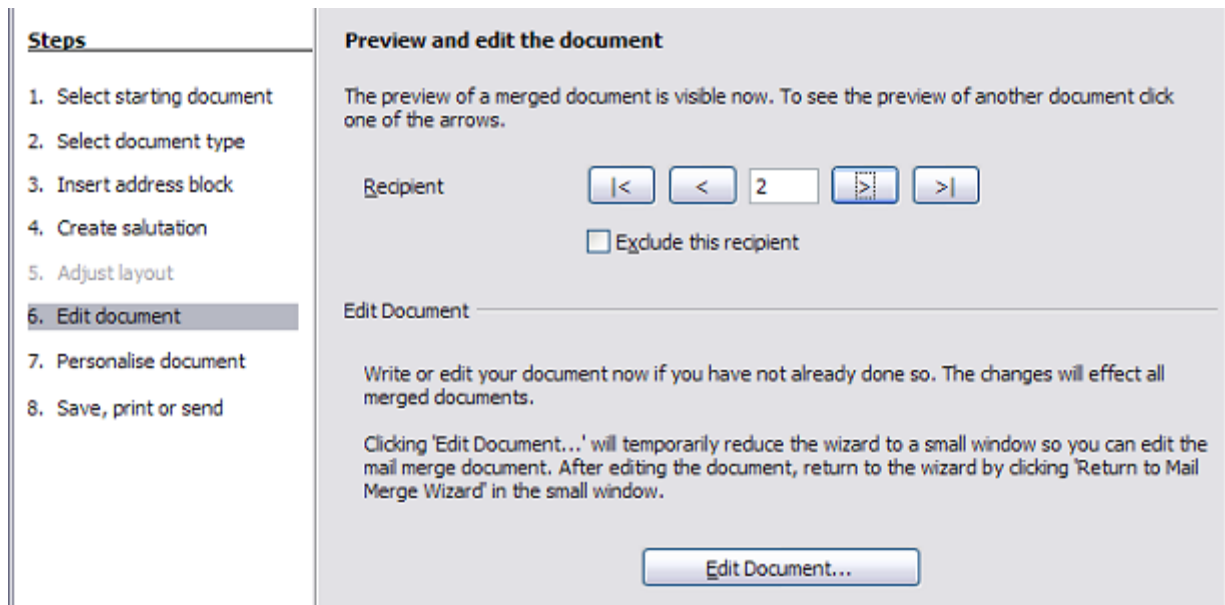 Steps
1. Select starting document
2. Select document type
3. Insert address block
4. Create salutation
5. Adjust layout
6. Edit document
7. Personalise document
8. Save, print or send
Preview and edit the document
The preview of a merged document is visible now. To see the preview of another document click
one of the arrows.
Recipient |< < 2 > >|
Exclude this recipient
Edit Document
Write or edit your document now if you have not already done so. The changes will effect all
merged documents.
Clicking 'Edit Document...' will temporarily reduce the wizard to a small window so you can edit the
mail merge document. After editing the document, return to the wizard by clicking 'Return to Mail
Merge Wizard' in the small window.
Edit Document...